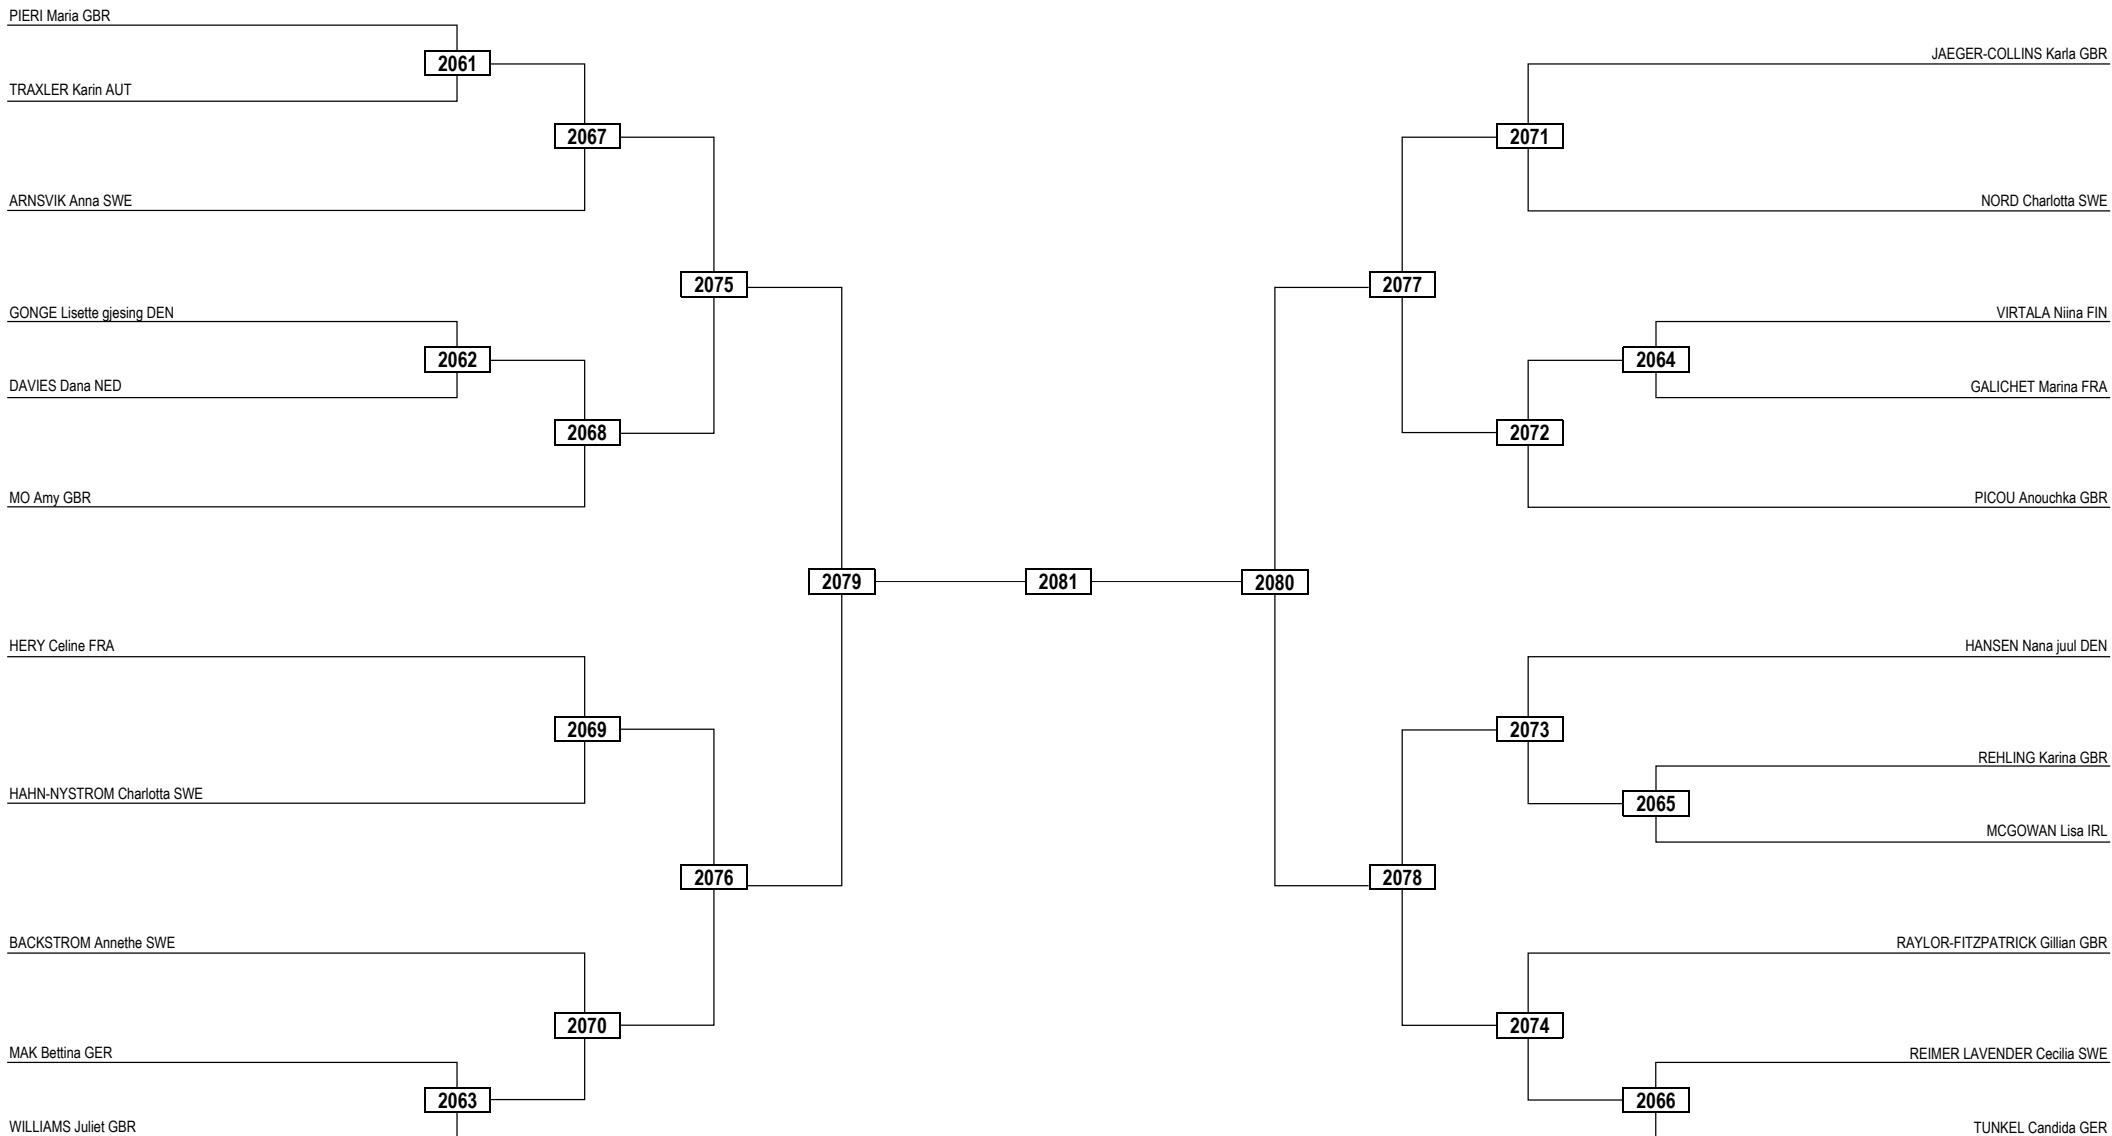 PIERI Maria GBR
2061
TRAXLER Karin AUT
2067
ARNSVIK Anna SWE
2075
GONGE Lisette gjesing DEN
2062
DAVIES Dana NED
2068
MO Amy GBR
2079
HERY Celine FRA
2069
HAHN-NYSTROM Charlotta SWE
2076
BACKSTROM Annethe SWE
2070
MAK Bettina GER
2063
WILLIAMS Juliet GBR
2081
JAEGER-COLLINS Karla GBR
2071
NORD Charlotta SWE
2077
VIRTALA Niina FIN
2064
GALICHET Marina FRA
2072
PICOU Anouchka GBR
2080
HANSEN Nana juul DEN
2073
REHLING Karina GBR
2065
MCGOWAN Lisa IRL
2078
RAYLOR-FITZPATRICK Gillian GBR
2074
REIMER LAVENDER Cecilia SWE
2066
TUNKEL Candida GER